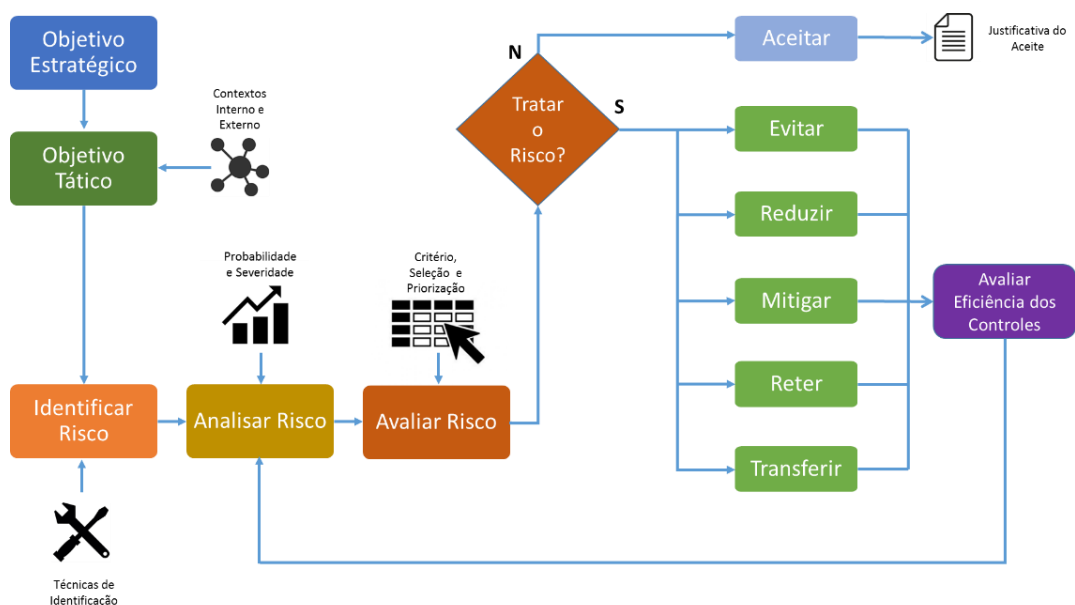 Objetivo
Estratégico
Contextos
Interno e
Externo
Objetivo
Tático
Probabilidade
e Severidade
Critério,
Seleção e
Priorização
Identificar
Risco
Analisar Risco
Avaliar Risco
Técnicas de
Identificação
N
Tratar
o
Risco?
S
Aceitar
Justificativa do
Aceite
Evitar
Reduzir
Mitigar
Reter
Transferir
Avaliar
Eficiência dos
Controles